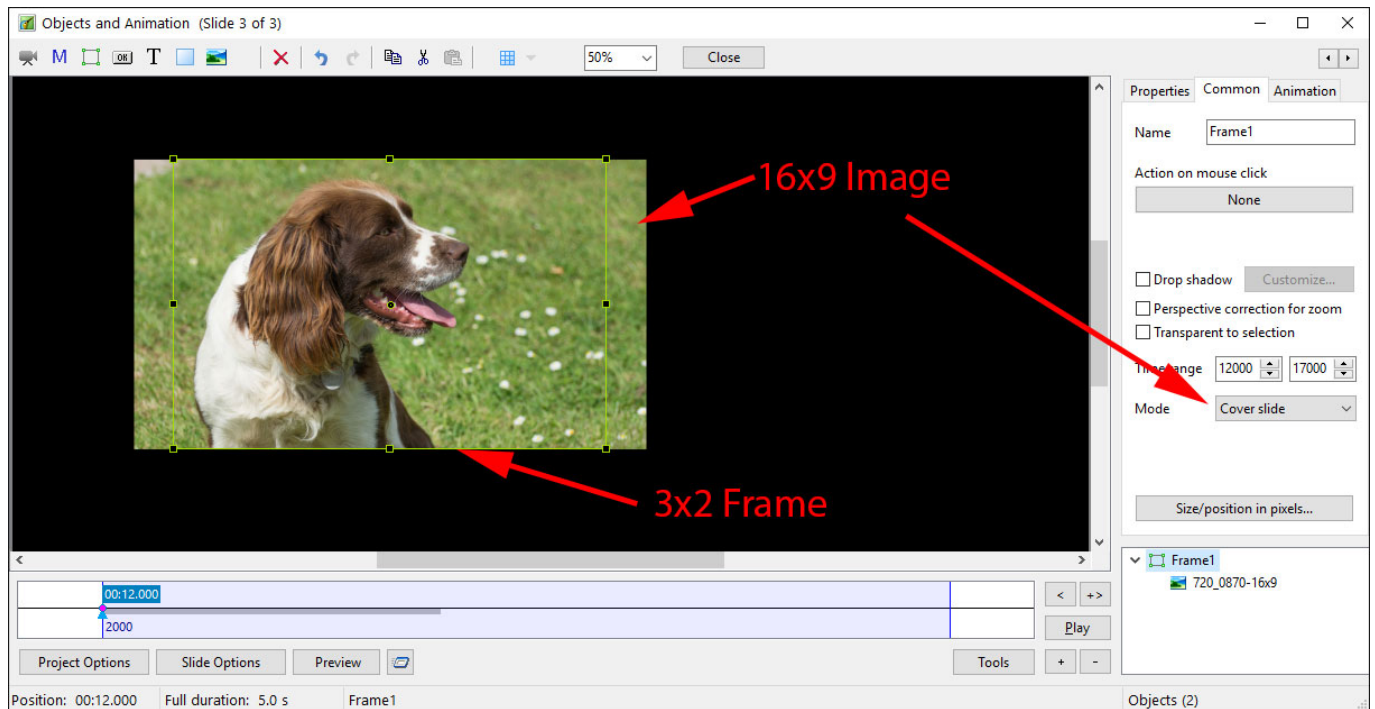 Objects and Animation (Slide 3 of 3)
M OK T 50% Close
Properties Common Animation
Name Frame1
Action on mouse click
None
Drop shadow Customize...
Perspective correction for zoom
Transparent to selection
Time range 12000 17000
Mode Cover slide
Size/position in pixels...
16x9 Image
3x2 Frame
Frame1
720_0870-16x9
00:12.000
2000
< +>
Play
Project Options Slide Options Preview Tools + -
Position: 00:12.000 Full duration: 5.0 s Frame1 Objects (2)